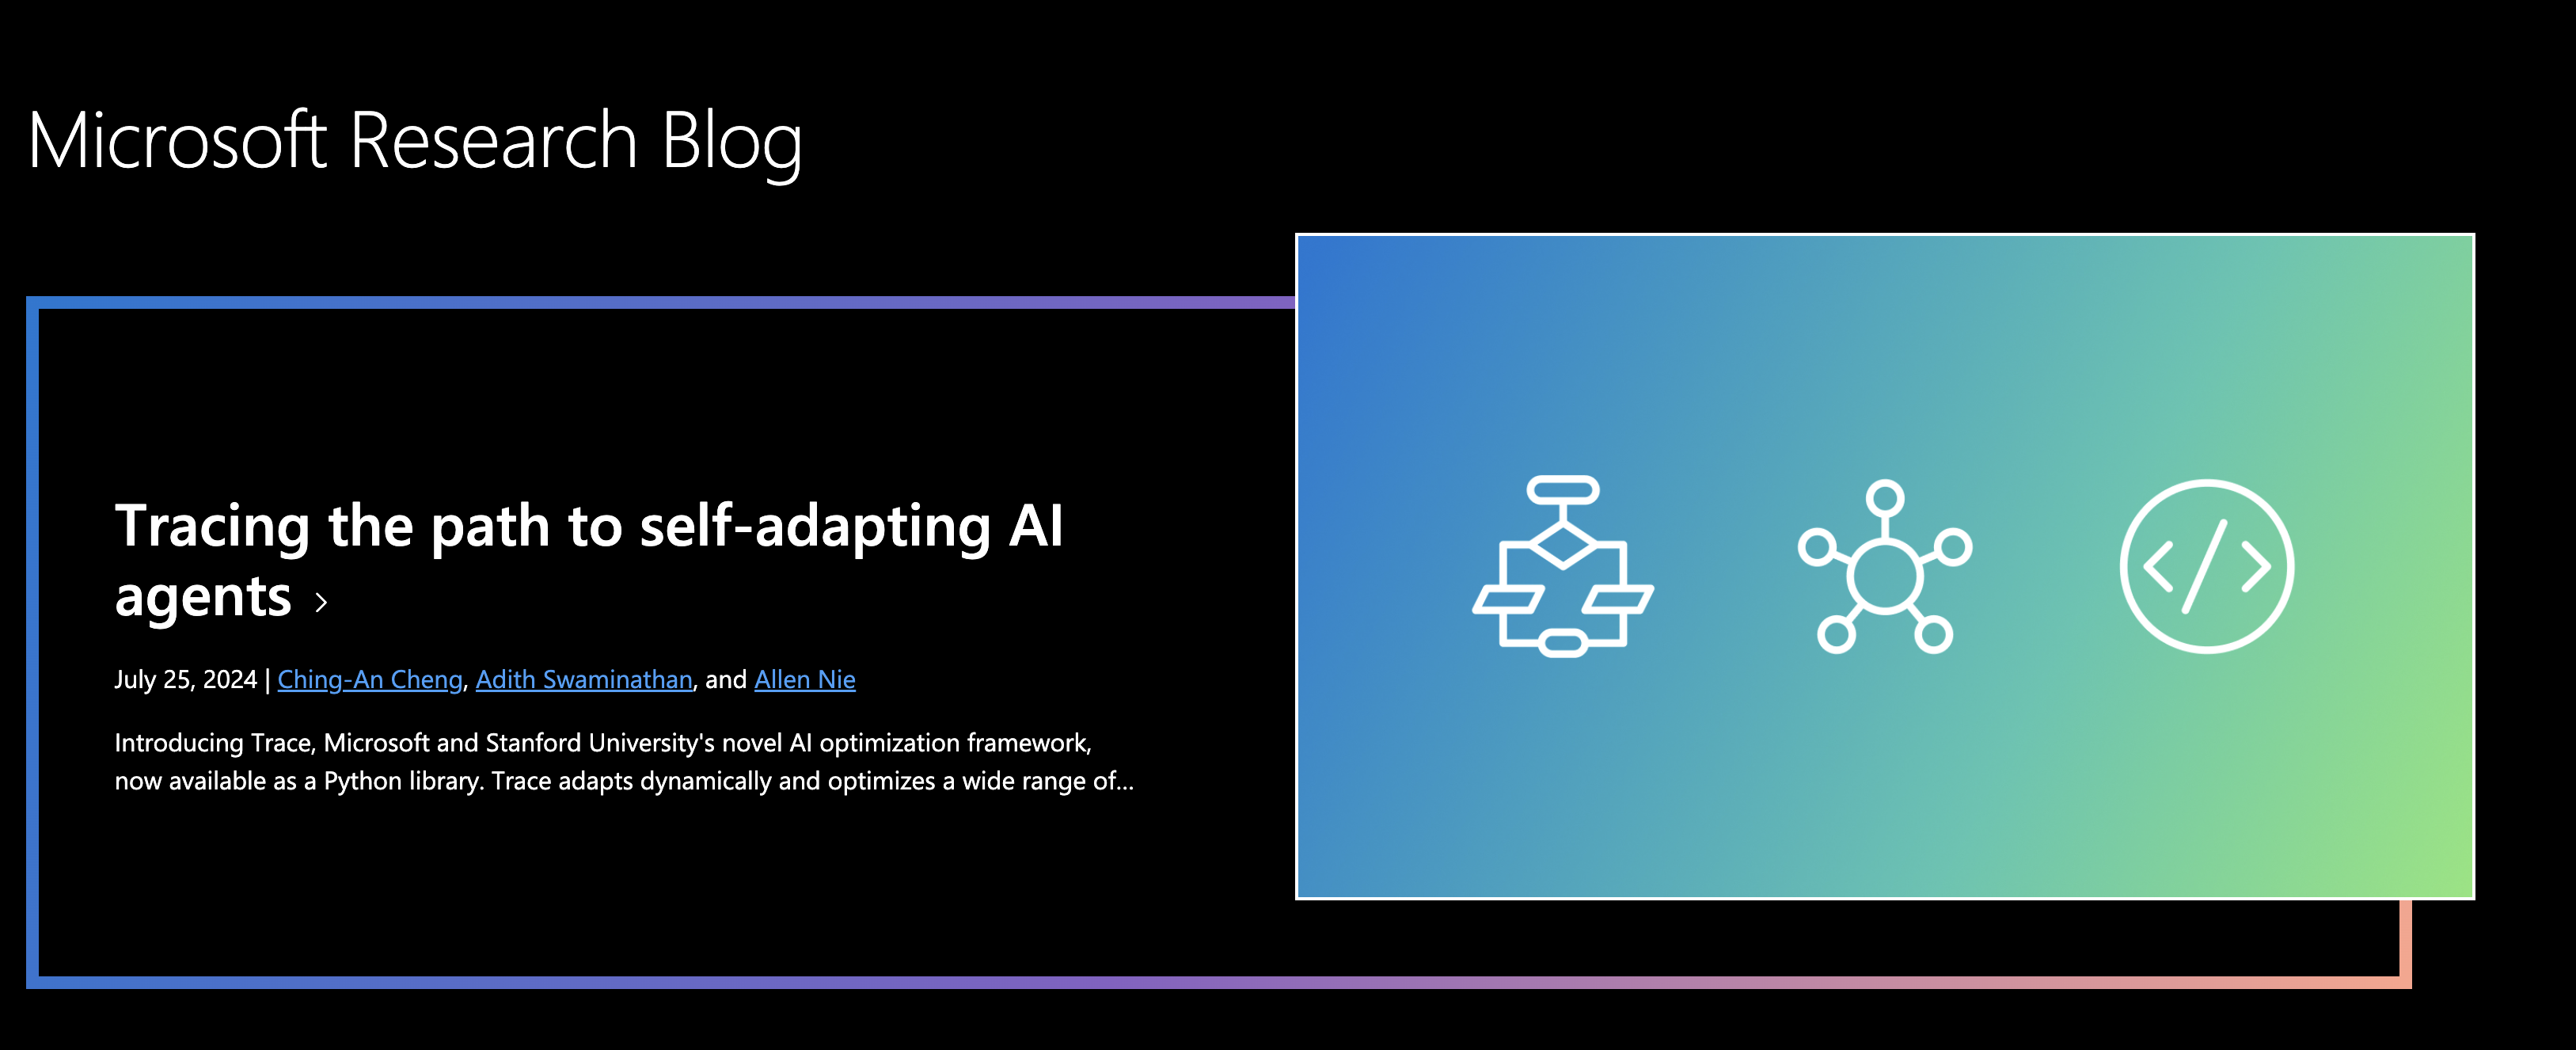 Microsoft Research Blog
Tracing the path to self-adapting AI
agents >
July 25, 2024 | Ching-An Cheng, Adith Swaminathan, and Allen Nie
Introducing Trace, Microsoft and Stanford University's novel AI optimization framework,
now available as a Python library. Trace adapts dynamically and optimizes a wide range of...